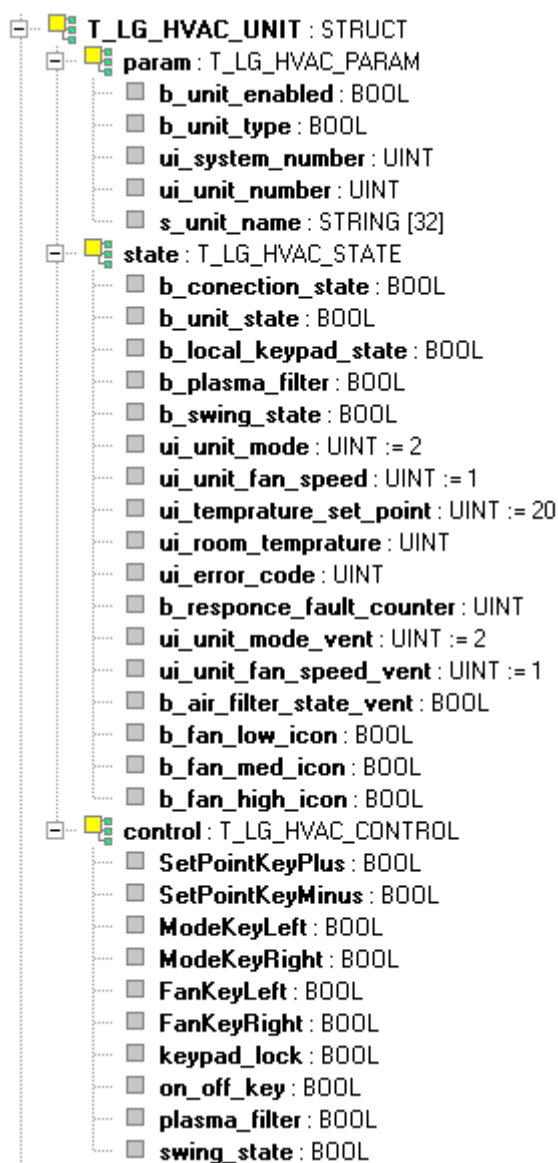 T_LG_HVAC_UNIT : STRUCT
param : T_LG_HVAC_PARAM
b_unit_enabled : BOOL
b_unit_type : BOOL
ui_system_number : UINT
ui_unit_number : UINT
s_unit_name : STRING [32]
state : T_LG_HVAC_STATE
b_conection_state : BOOL
b_unit_state : BOOL
b_local_keypad_state : BOOL
b_plasma_filter : BOOL
b_swing_state : BOOL
ui_unit_mode : UINT := 2
ui_unit_fan_speed : UINT := 1
ui_temprature_set_point : UINT := 20
ui_room_temprature : UINT
ui_error_code : UINT
b_responce_fault_counter : UINT
ui_unit_mode_vent : UINT := 2
ui_unit_fan_speed_vent : UINT := 1
b_air_filter_state_vent : BOOL
b_fan_low_icon : BOOL
b_fan_med_icon : BOOL
b_fan_high_icon : BOOL
control : T_LG_HVAC_CONTROL
SetPointKeyPlus : BOOL
SetPointKeyMinus : BOOL
ModeKeyLeft : BOOL
ModeKeyRight : BOOL
FanKeyLeft : BOOL
FanKeyRight : BOOL
keypad_lock : BOOL
on_off_key : BOOL
plasma_filter : BOOL
swing_state : BOOL